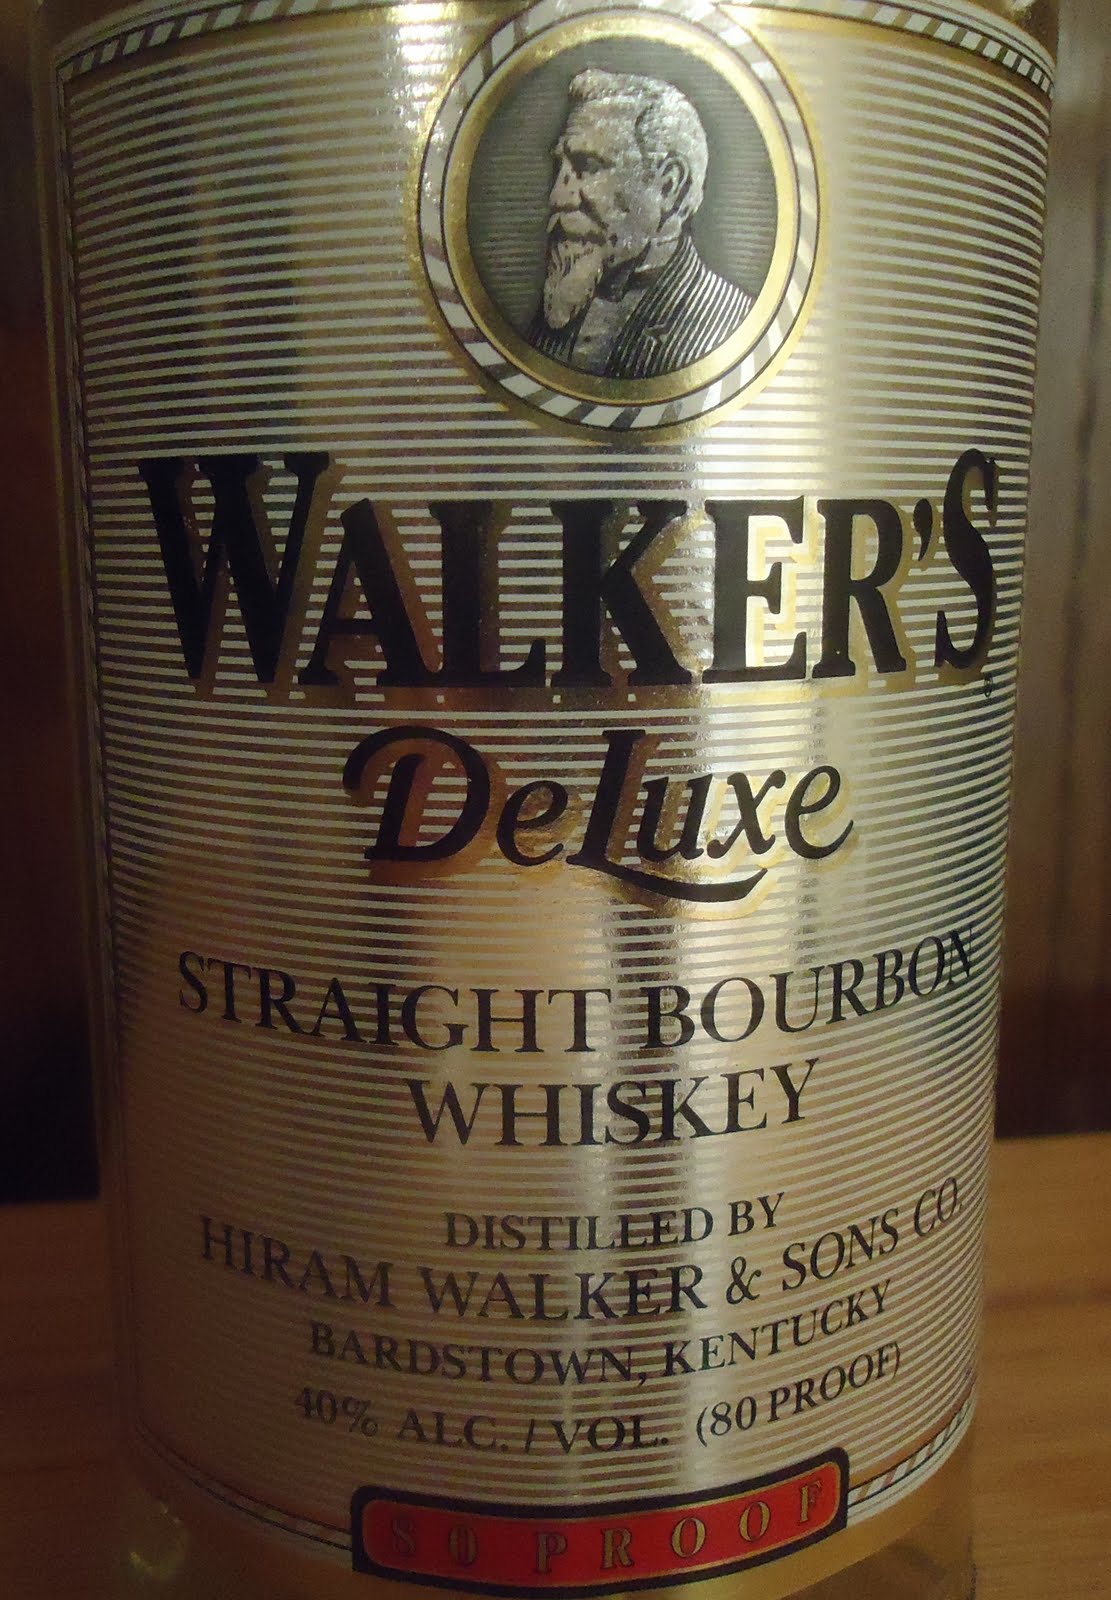 WALKER'S
DeLuxe
STRAIGHT BOURBON
WHISKEY
DISTILLED BY
HIRAM WALKER & SONS CO.
BARDSTOWN, KENTUCKY
40% ALC. / VOL. (80 PROOF)
80 PROOF